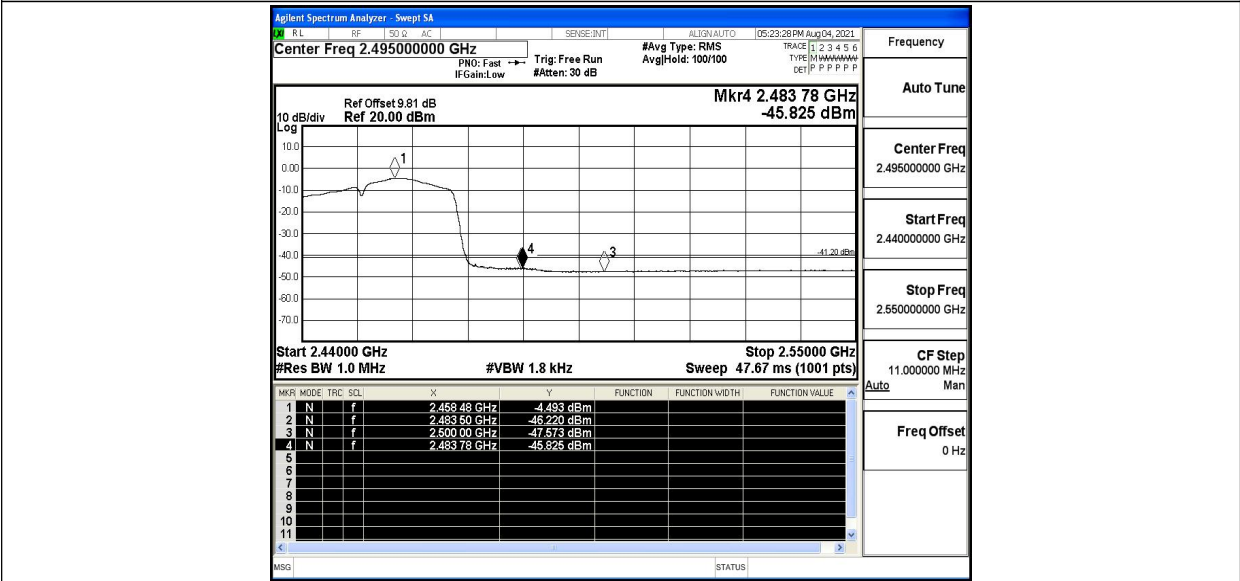 Agilent Spectrum Analyzer - Swept SA
RL RF 50 Ω AC SENSE:INT ALIGN AUTO 05:23:28 PM Aug 04, 2021
Center Freq 2.495000000 GHz
#Avg Type: RMS
TRACE 1 2 3 4 5 6
PNO: Fast Trig: Free Run Avg|Hold: 100/100 TYPE M WWWWW
IFGain:Low #Atten: 30 dB DET P P P P P P
Mkr4 2.483 78 GHz
-45.825 dBm
Ref Offset 9.81 dB
10 dB/div Ref 20.00 dBm
Log
10.0
0.00
-10.0
-20.0
-30.0
-40.0
-50.0
-60.0
-70.0
1
4
3
-41.20 dBm
Start 2.44000 GHz Stop 2.55000 GHz
#Res BW 1.0 MHz #VBW 1.8 kHz Sweep 47.67 ms (1001 pts)
MKR MODE TRC SCL X Y FUNCTION FUNCTION WIDTH FUNCTION VALUE
1 N f 2.458 48 GHz -4.493 dBm
2 N f 2.483 50 GHz -46.220 dBm
3 N f 2.500 00 GHz -47.573 dBm
4 N f 2.483 78 GHz -45.825 dBm
5
6
7
8
9
10
11
MSG STATUS
Frequency
Auto Tune
Center Freq
2.495000000 GHz
Start Freq
2.440000000 GHz
Stop Freq
2.550000000 GHz
CF Step
11.000000 MHz
Auto Man
Freq Offset
0 Hz